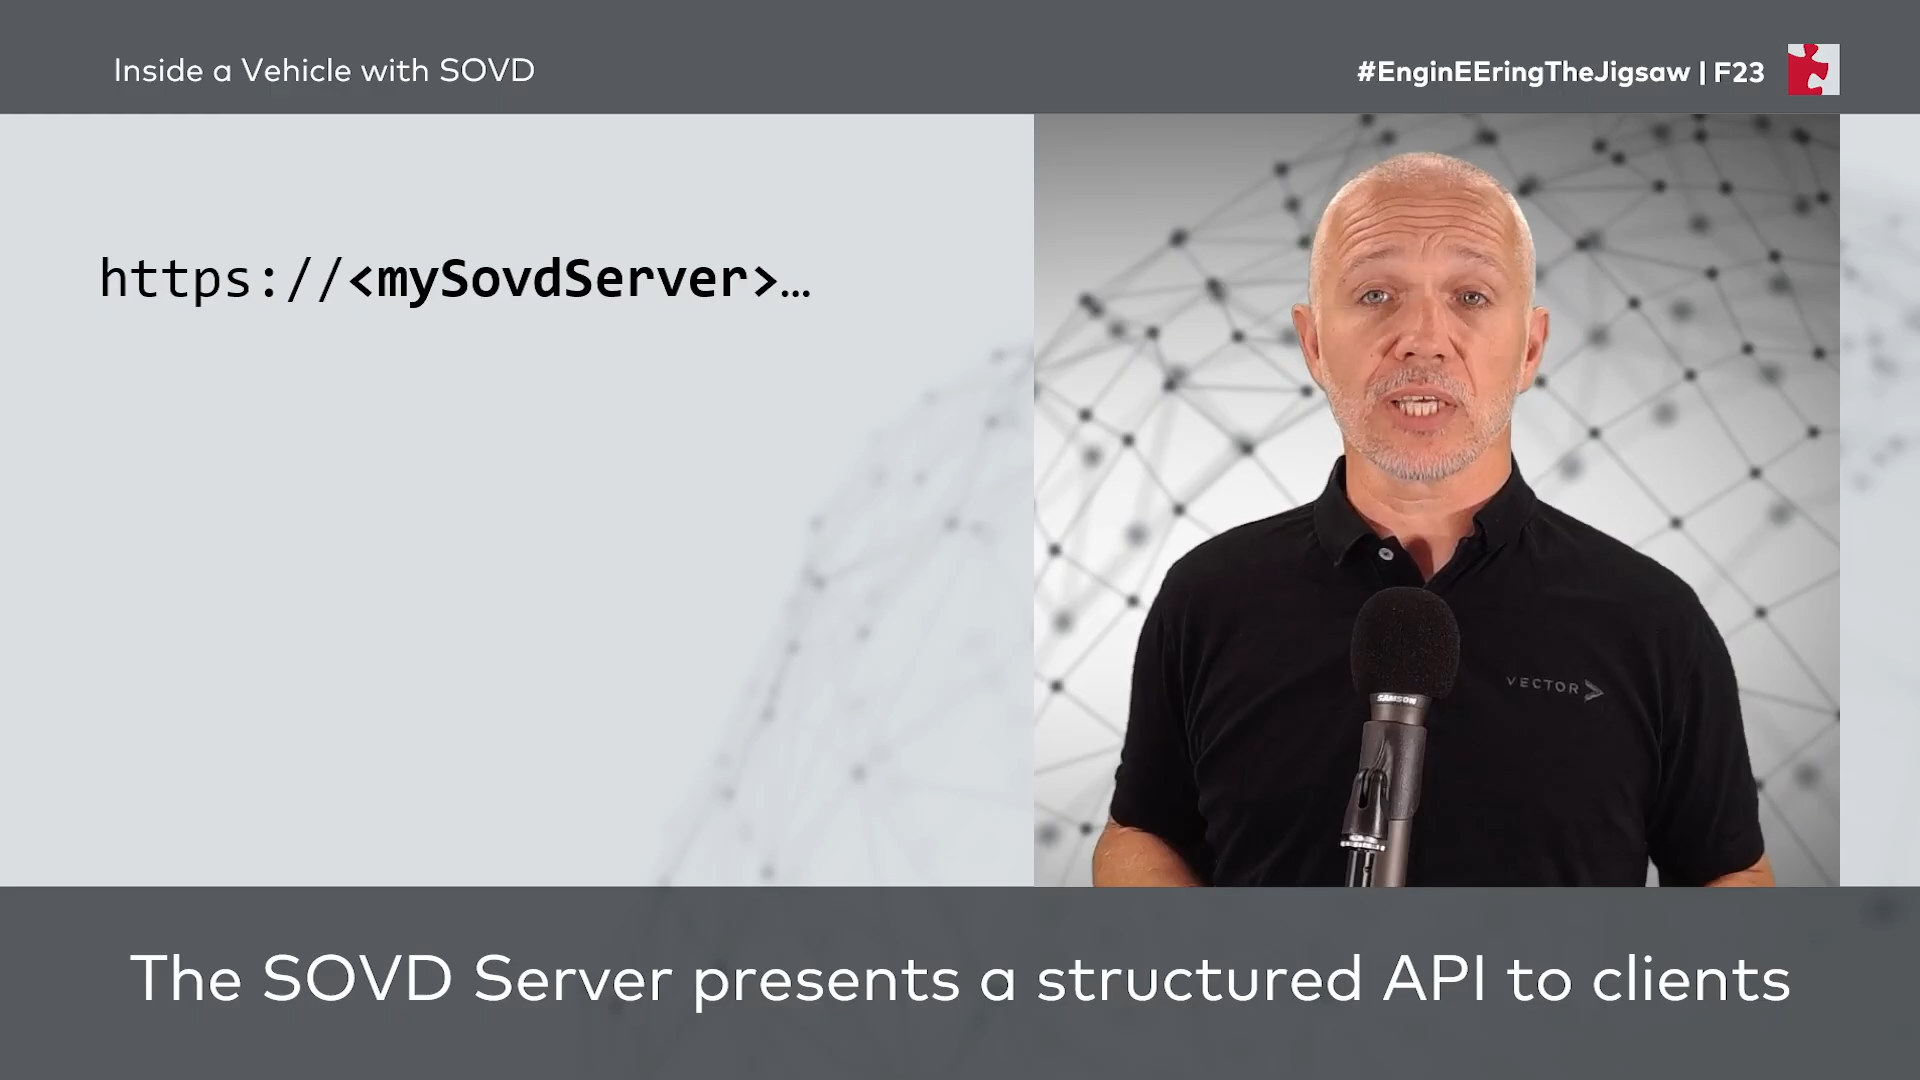 Inside a Vehicle with SOVD
#EnginEEringTheJigsaw | F23
https://<mySovdServer>…
VECTOR
SAMSON
The SOVD Server presents a structured API to clients